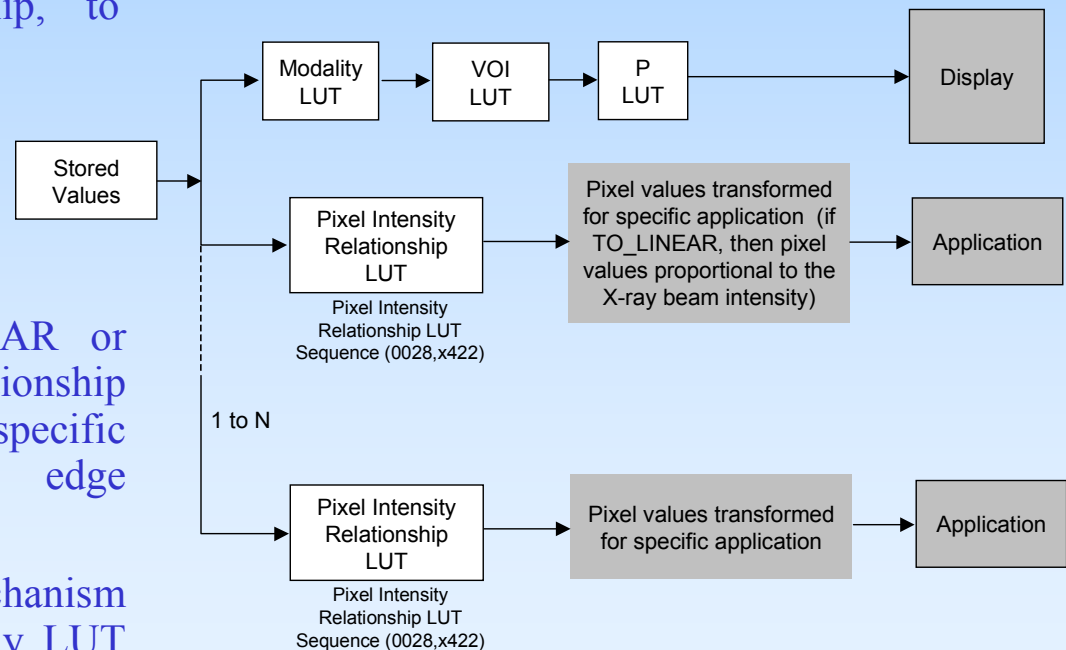 ip, to
AR or
ionship
specific
edge
chanism
y LUT
Stored
Values
Modality
LUT
VOI
LUT
P
LUT
Display
Pixel Intensity
Relationship
LUT
Pixel Intensity
Relationship LUT
Sequence (0028,x422)
Pixel values transformed
for specific application (if
TO_LINEAR, then pixel
values proportional to the
X-ray beam intensity)
Application
1 to N
Pixel Intensity
Relationship
LUT
Pixel Intensity
Relationship LUT
Sequence (0028,x422)
Pixel values transformed
for specific application
Application